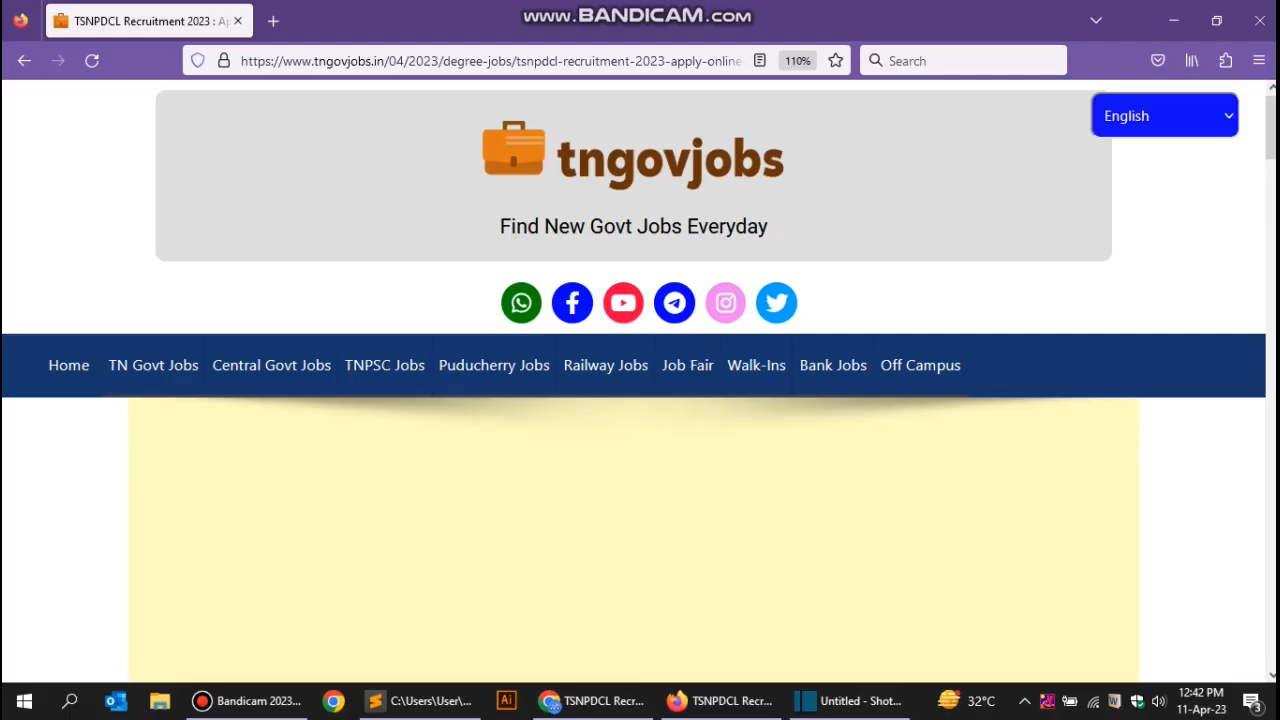 TSNPDCL Recruitment 2023 : Ap
www.BANDICAM.com
https://www.tngovjobs.in/04/2023/degree-jobs/tsnpdcl-recruitment-2023-apply-online-
110%
Search
English
tngovjobs
Find New Govt Jobs Everyday
Home TN Govt Jobs Central Govt Jobs TNPSC Jobs Puducherry Jobs Railway Jobs Job Fair Walk-Ins Bank Jobs Off Campus
Bandicam 2023... C:\Users\User\... Ai TSNPDCL Recr... TSNPDCL Recr... Untitled - Shot... 32°C 12:42 PM
11-Apr-23 3